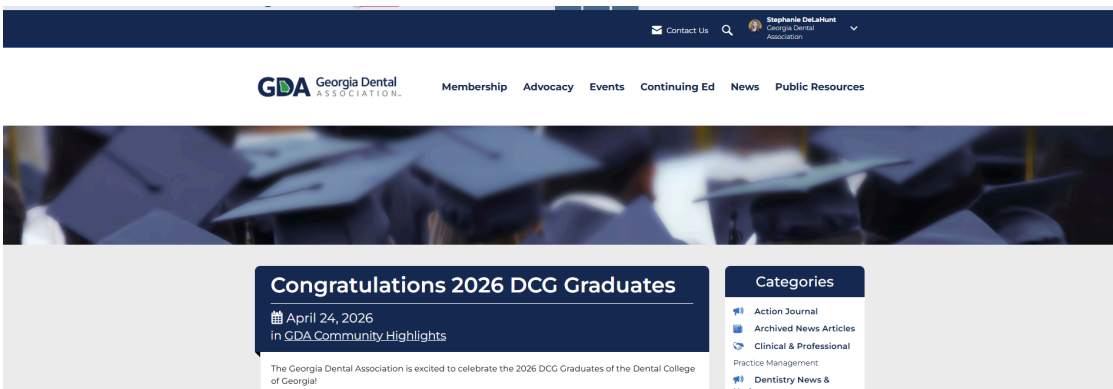 Contact Us
Stephanie DeLaHunt
Georgia Dental
Association
GDA Georgia Dental
ASSOCIATION
Membership Advocacy Events Continuing Ed News Public Resources
Congratulations 2026 DCG Graduates
April 24, 2026
in GDA Community Highlights
The Georgia Dental Association is excited to celebrate the 2026 DCG Graduates of the Dental College
of Georgia!
Categories
Action Journal
Archived News Articles
Clinical & Professional
Practice Management
Dentistry News &